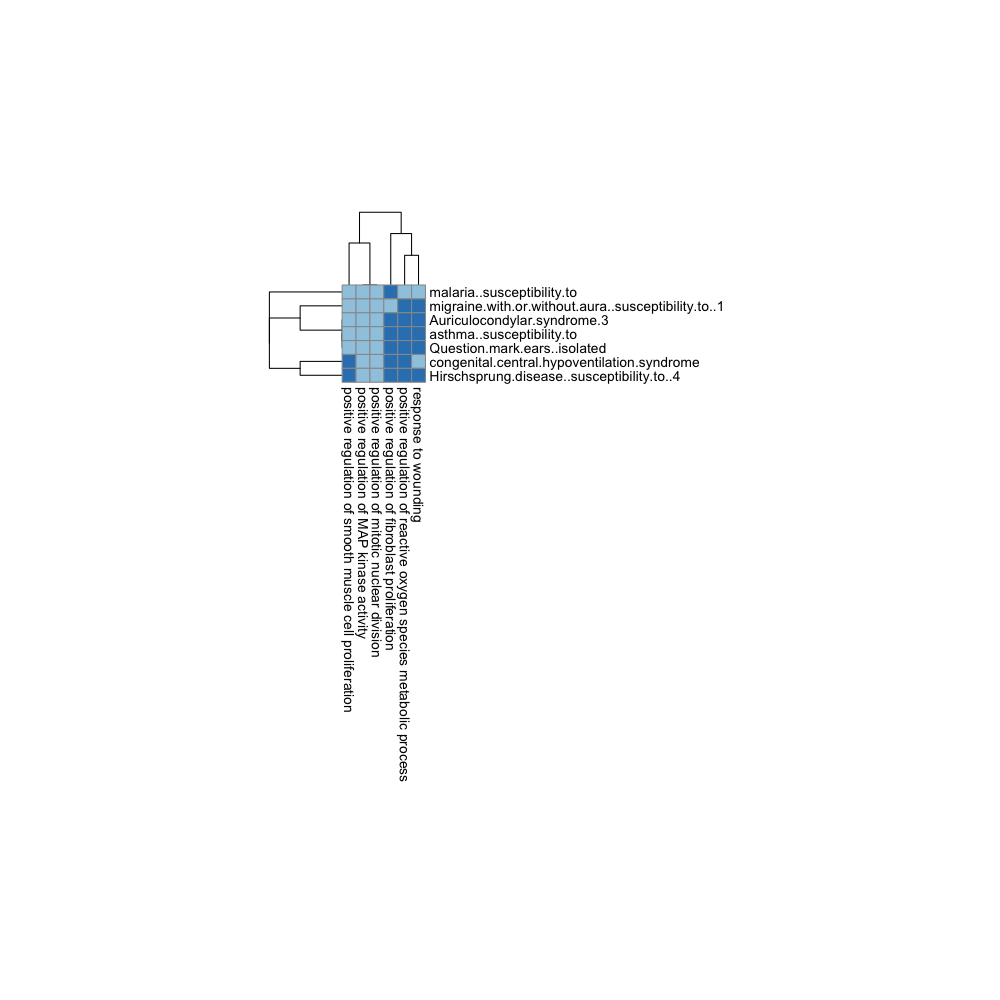 malaria..susceptibility.to
migraine.with.or.without.aura..susceptibility.to..1
Auriculocondylar.syndrome.3
asthma..susceptibility.to
Question.mark.ears..isolated
congenital.central.hypoventilation.syndrome
Hirschsprung.disease..susceptibility.to..4
positive regulation of smooth muscle cell proliferation
positive regulation of MAP kinase activity
positive regulation of mitotic nuclear division
positive regulation of fibroblast proliferation
positive regulation of reactive oxygen species metabolic process
response to wounding